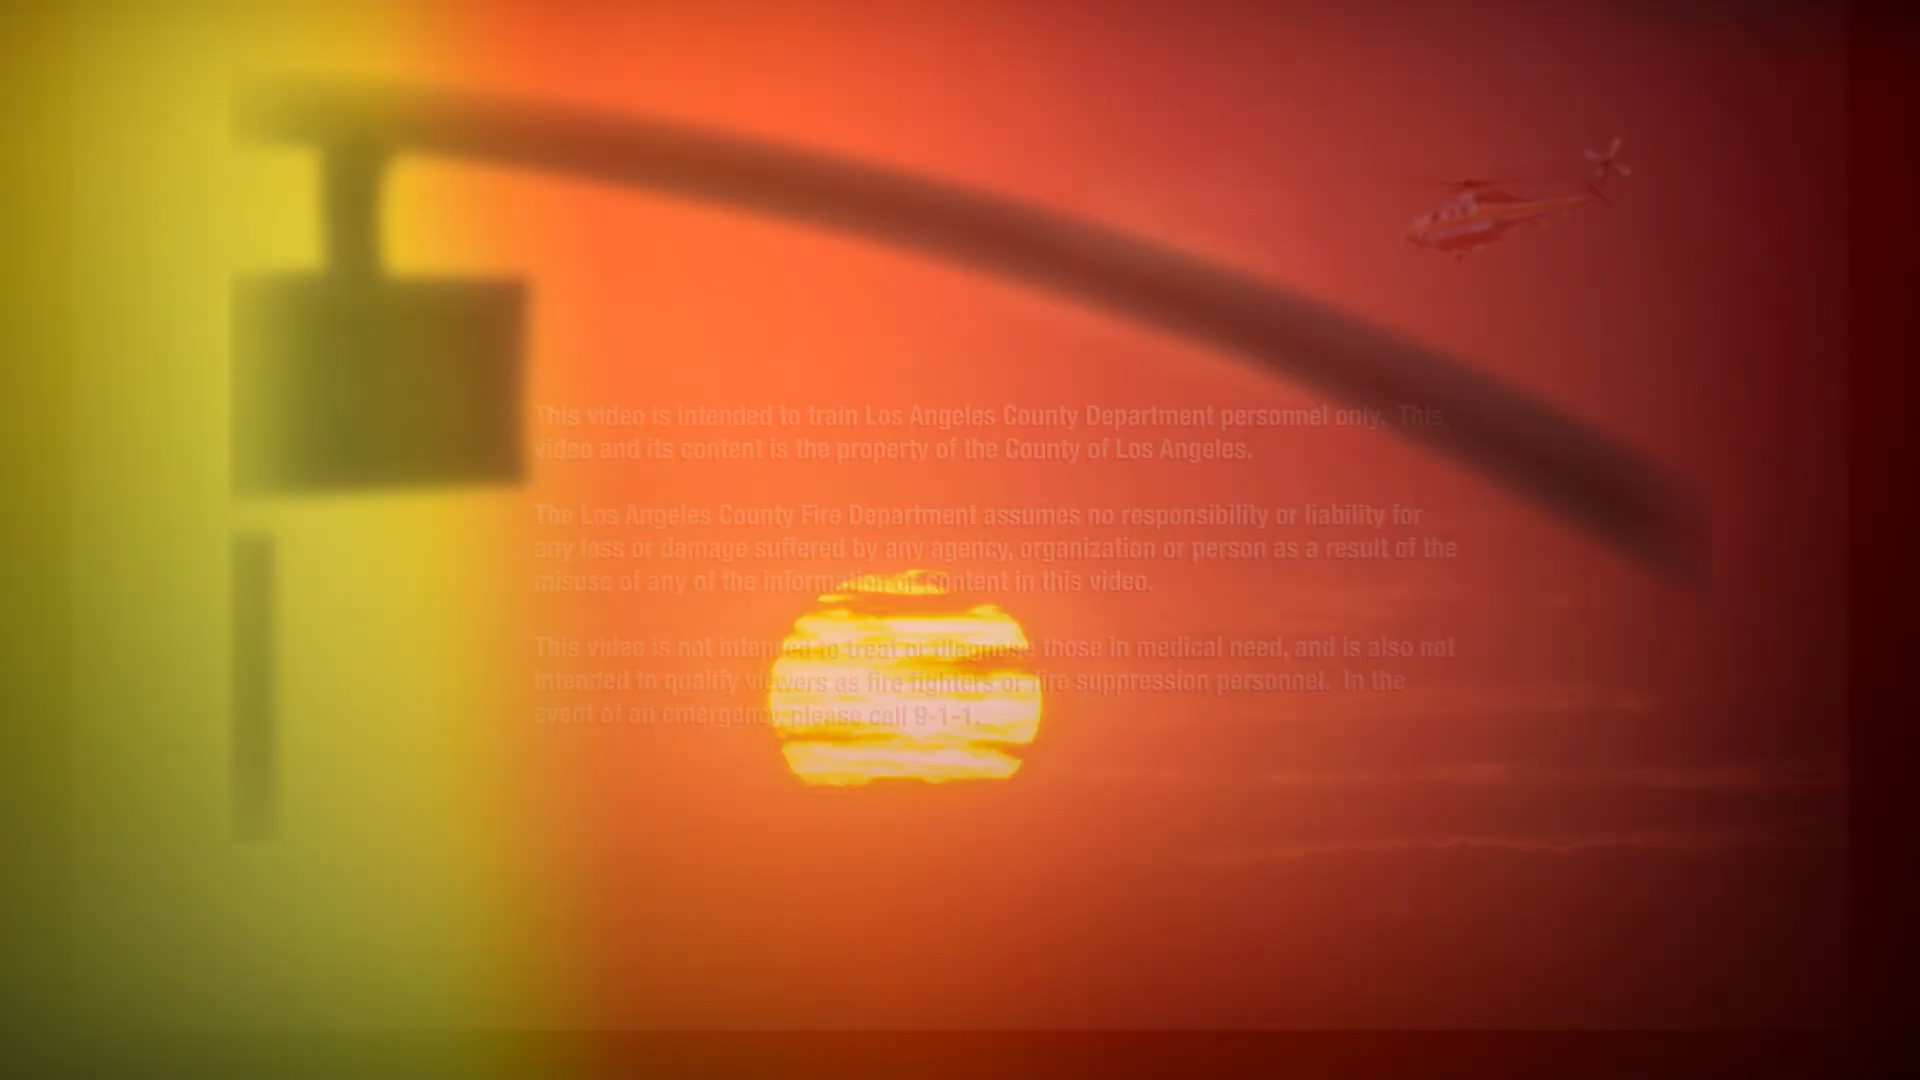 This video is intended to train Los Angeles County Department personnel only. This
video and its content is the property of the County of Los Angeles.
The Los Angeles County Fire Department assumes no responsibility or liability for
any loss or damage suffered by any agency, organization or person as a result of the
misuse of any of the information or content in this video.
This video is not intended to treat or diagnose those in medical need, and is also not
intended to qualify viewers as fire fighters or fire suppression personnel. In the
event of an emergency, please call 9-1-1.